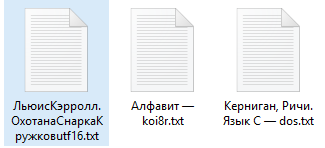 ЛьюисКэрролл.
ОхотанаСнаркаК
ружковutf16.txt
Алфавит —
koi8r.txt
Керниган, Ричи.
Язык C — dos.txt